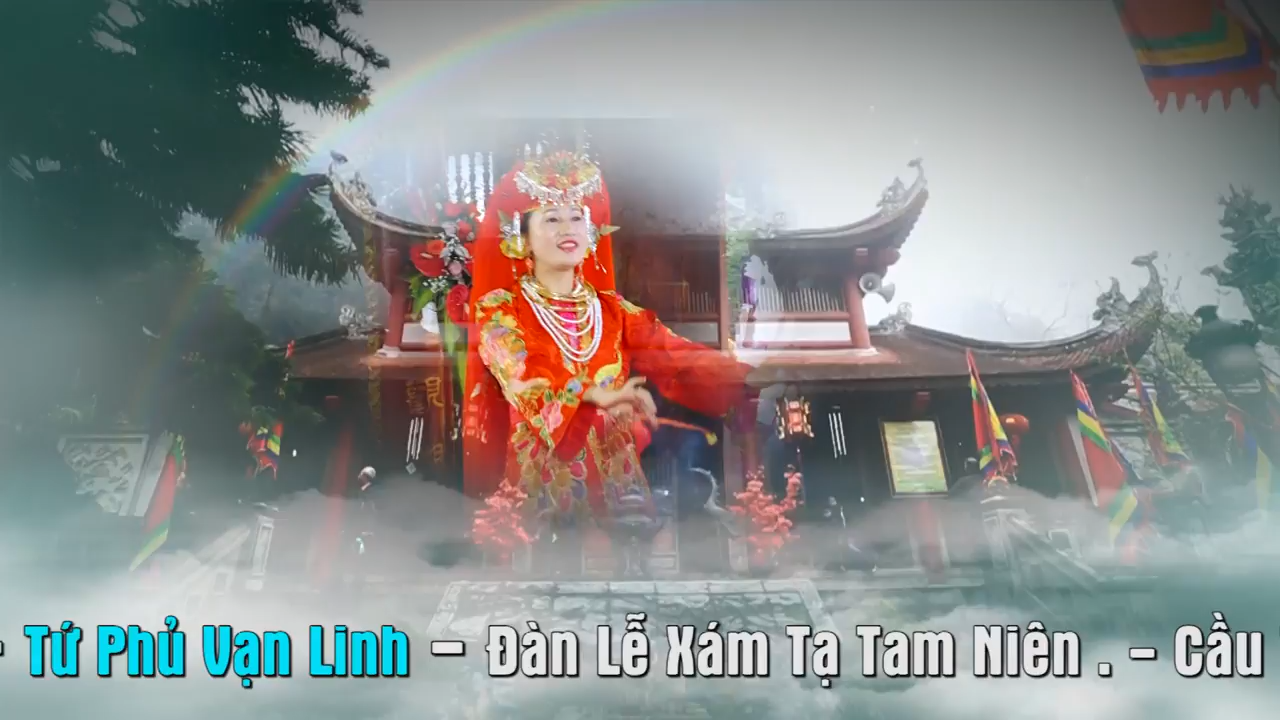 - Tứ Phủ Vạn Linh - Đàn Lễ Xám Tạ Tam Niên . - Cầu